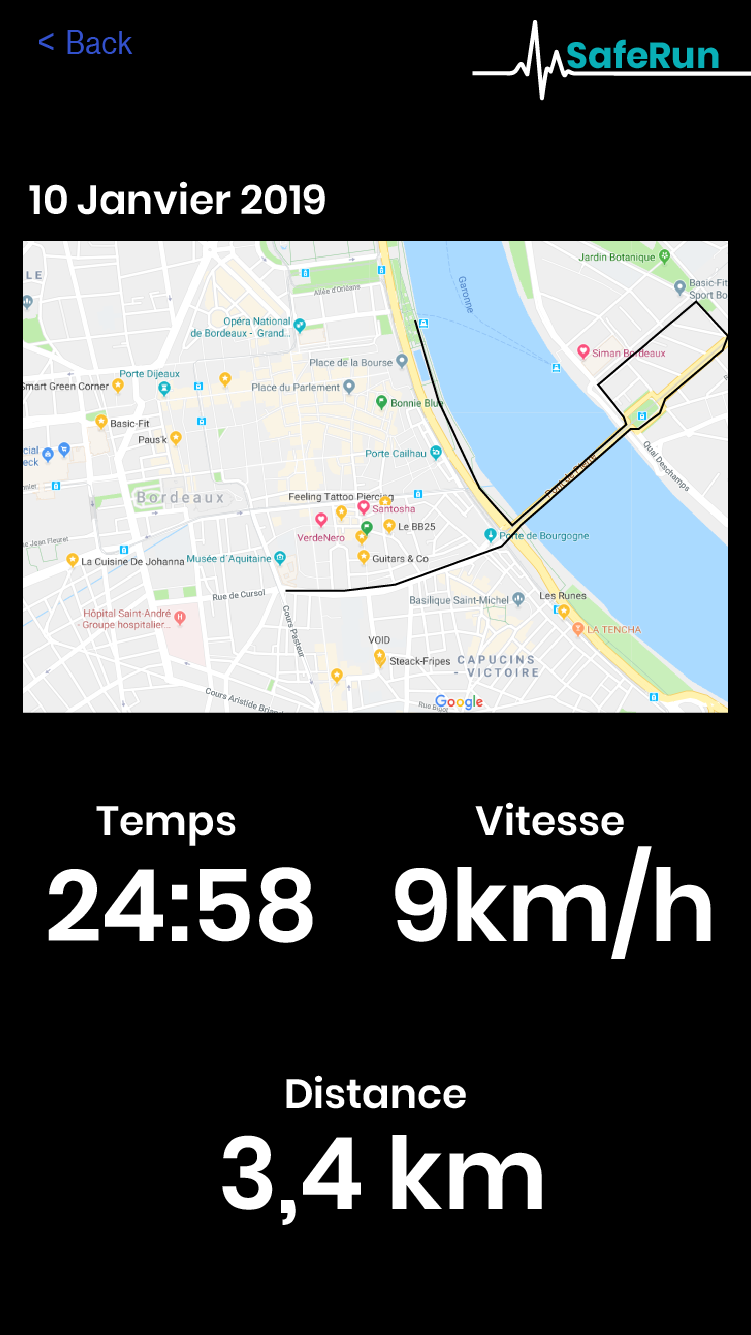 < Back
SafeRun
10 Janvier 2019
Jardin Botanique
LE
Garonne
Basic-Fit
Sport Bo
Allée d'Orléans
Opéra National
de Bordeaux - Grand...
Siman Bordeaux
Place de la Bourse
Porte Dijeaux
Smart Green Corner
Place du Parlement
Bonnie Blue
Basic-Fit
Paus'k
Porte Cailhau
cial
eck
Quai Deschamps
Bordeaux
Feeling Tattoo Piercing
Santosha
VerdeNero
Le BB25
Porte de Bourgogne
La Cuisine De Johanna
Musée d'Aquitaine
Guitars & Co
Rue de Cursol
Basilique Saint-Michel
Les Runes
Hôpital Saint-André
Groupe hospitalier...
Cours Pasteur
LA TENCHA
VOID
Steack-Fripes
CAPUCINS
- VICTOIRE
Cours Aristide Brian
Google
Temps
Vitesse
24:58
9km/h
Distance
3,4 km